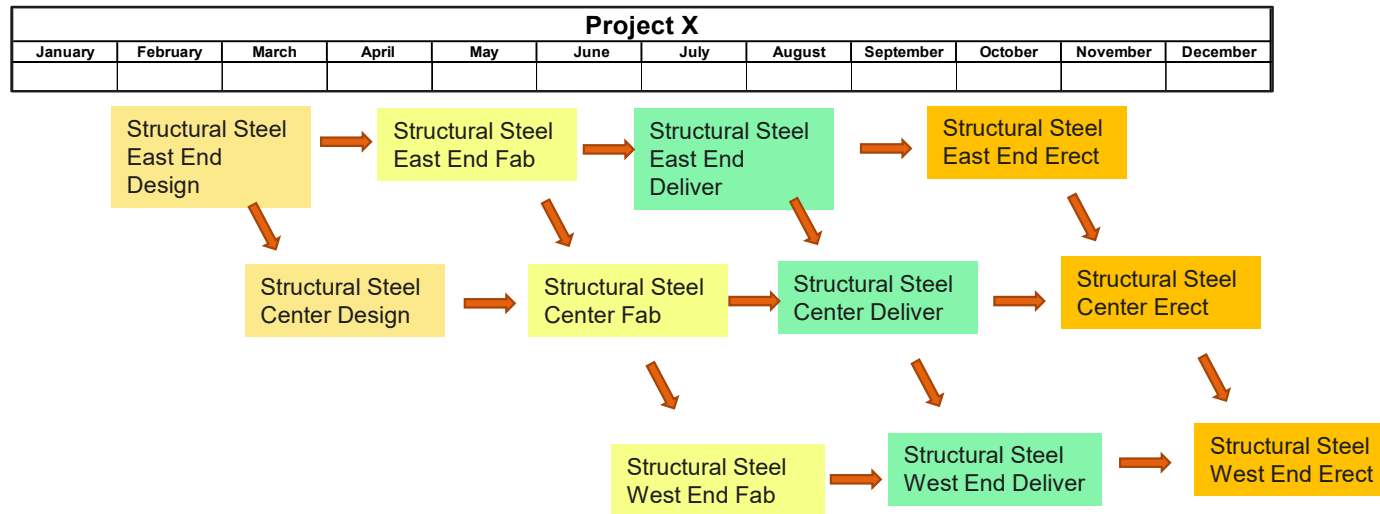 Project X
January February March April May June July August September October November December
Structural Steel
East End
Design
Structural Steel
East End Fab
Structural Steel
East End
Deliver
Structural Steel
East End Erect
Structural Steel
Center Design
Structural Steel
Center Fab
Structural Steel
Center Deliver
Structural Steel
Center Erect
Structural Steel
West End Fab
Structural Steel
West End Deliver
Structural Steel
West End Erect